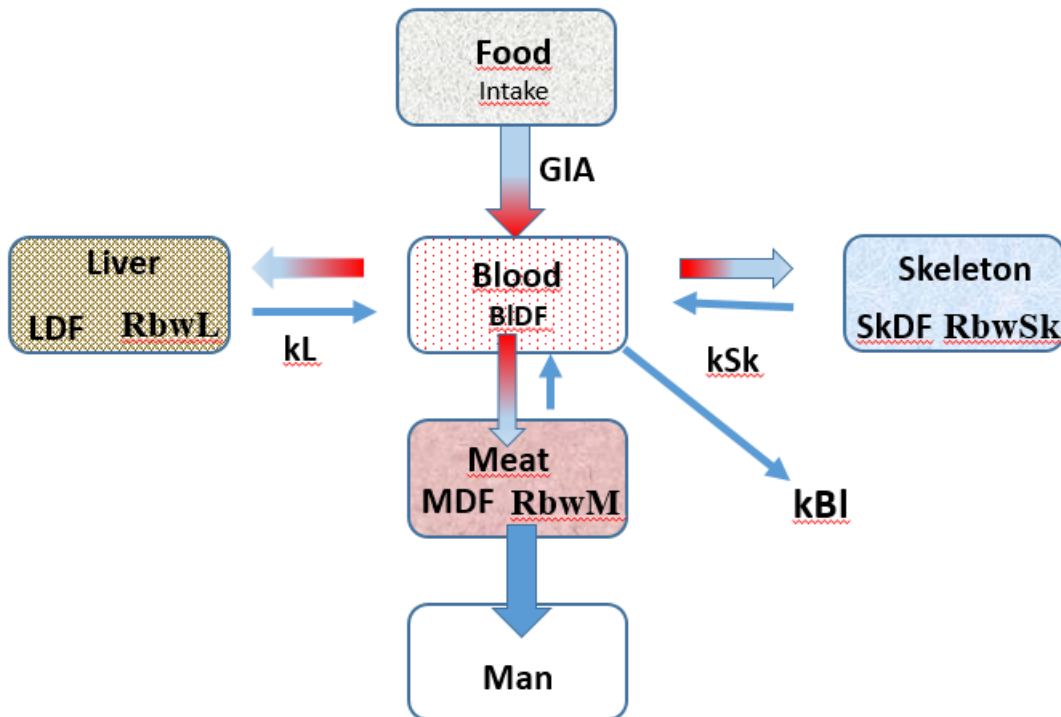 Food
Intake
GIA
Liver
LDF RbwL
kL
Blood
BlDF
Skeleton
SkDF RbwSk
kSk
Meat
MDF RbwM
kBl
Man